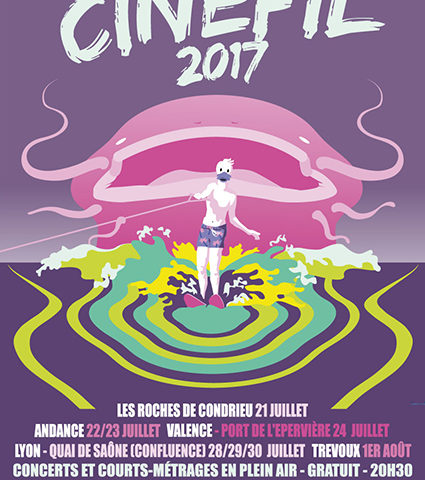 CINÉFIL
2017
LES ROCHES DE CONDRIEU 21 JUILLET
ANDANCE 22/23 JUILLET VALENCE - PORT DE L'EPERVIÈRE 24 JUILLET
LYON - QUAI DE SAÔNE (CONFLUENCE) 28/29/30 JUILLET TREVOUX 1ER AOÛT
CONCERTS ET COURTS-MÉTRAGES EN PLEIN AIR - GRATUIT - 20H30